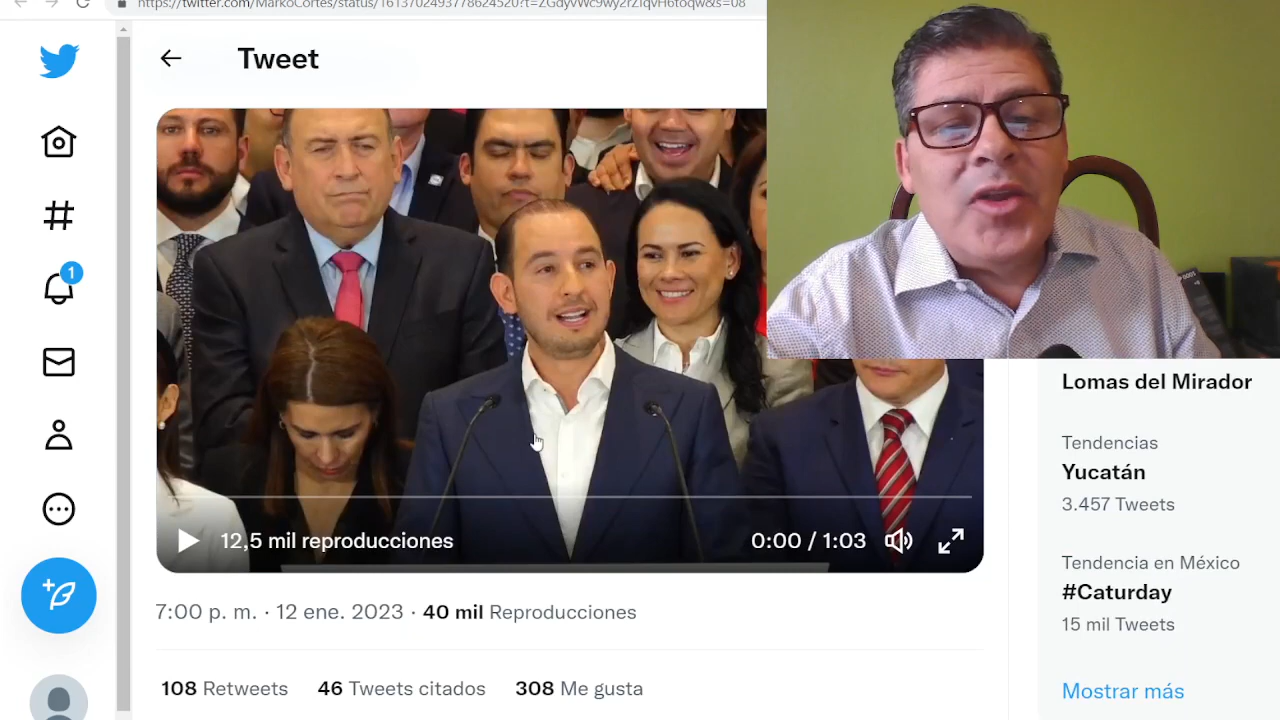 https://twitter.com/MarkoCortes/status/1613702493778624520?t=ZGdyvWc9wy2rZIqvH6foqw&s=08
Tweet
1
12,5 mil reproducciones
0:00 / 1:03
7:00 p. m. · 12 ene. 2023 · 40 mil Reproducciones
108 Retweets 46 Tweets citados 308 Me gusta
Lomas del Mirador
Tendencias
Yucatán
3.457 Tweets
Tendencia en México
#Caturday
15 mil Tweets
Mostrar más